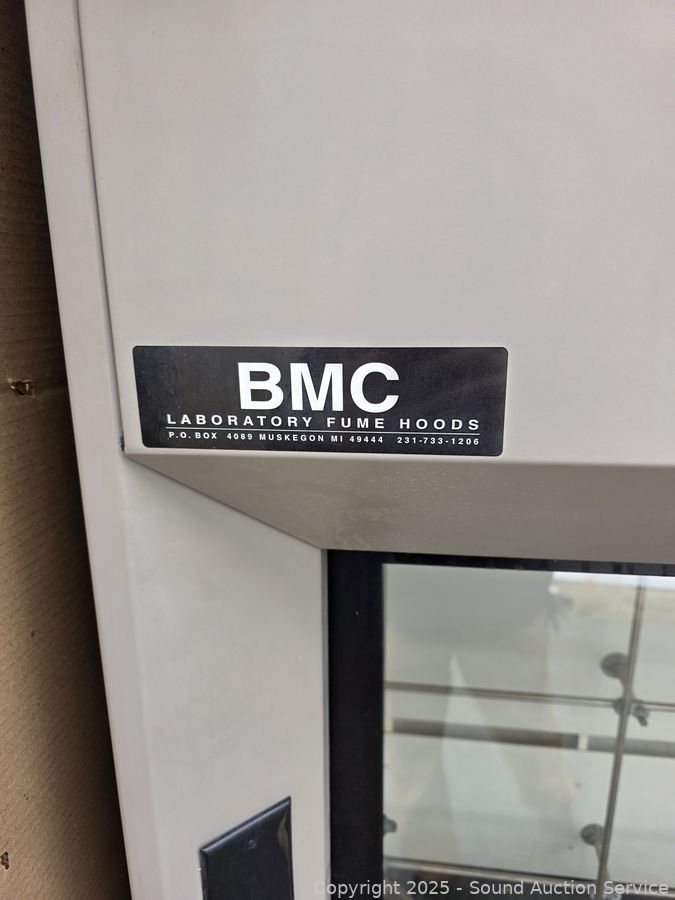 BMC
LABORATORY FUME HOODS
P.O. BOX 4089 MUSKEGON MI 49444 231-733-1206
Copyright 2025 - Sound Auction Service